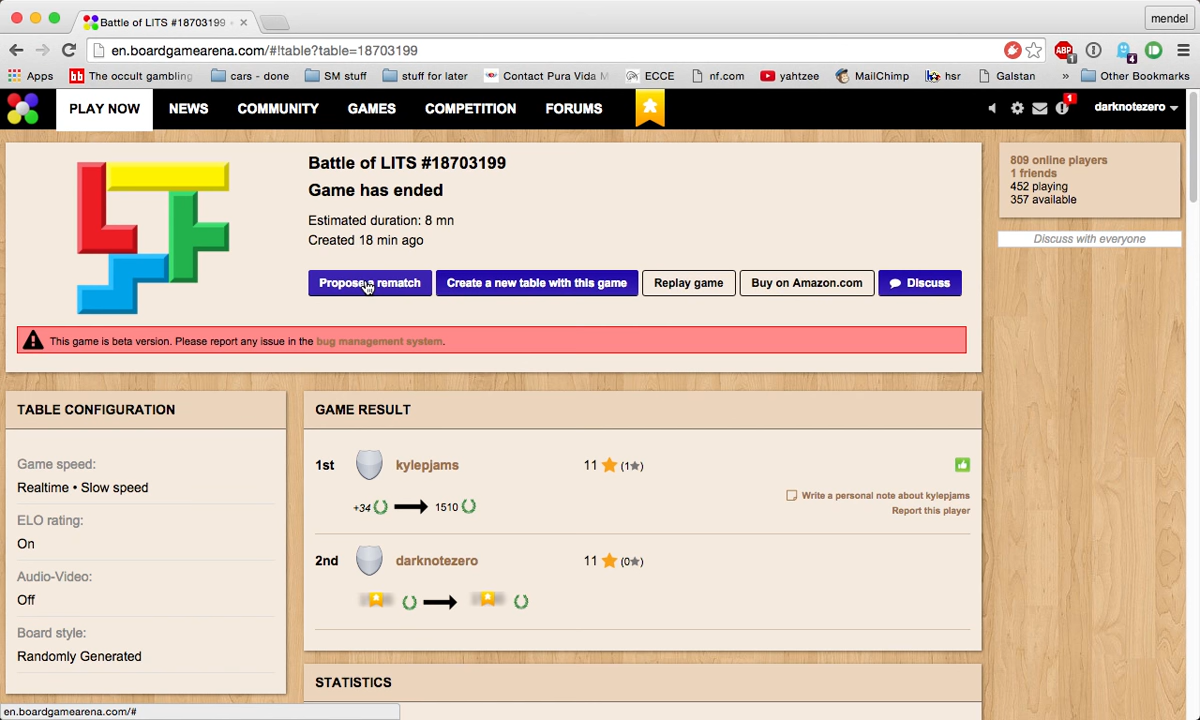 Battle of LITS #18703199
mendel
en.boardgamearena.com/#!table?table=18703199
ABP
1
4
Apps
The occult gambling
cars - done
SM stuff
stuff for later
Contact Pura Vida M
ECCE
nf.com
yahtzee
MailChimp
hsr
Galstan
»
Other Bookmarks
PLAY NOW
NEWS
COMMUNITY
GAMES
COMPETITION
FORUMS
1
darknotezero
Battle of LITS #18703199
Game has ended
Estimated duration: 8 mn
Created 18 min ago
Propose a rematch
Create a new table with this game
Replay game
Buy on Amazon.com
Discuss
This game is beta version. Please report any issue in the bug management system.
809 online players
1 friends
452 playing
357 available
Discuss with everyone
TABLE CONFIGURATION
Game speed:
Realtime • Slow speed
ELO rating:
On
Audio-Video:
Off
Board style:
Randomly Generated
GAME RESULT
1st
kylepjams
11 (1)
+34
1510
Write a personal note about kylepjams
Report this player
2nd
darknotezero
11 (0)
STATISTICS
en.boardgamearena.com/#